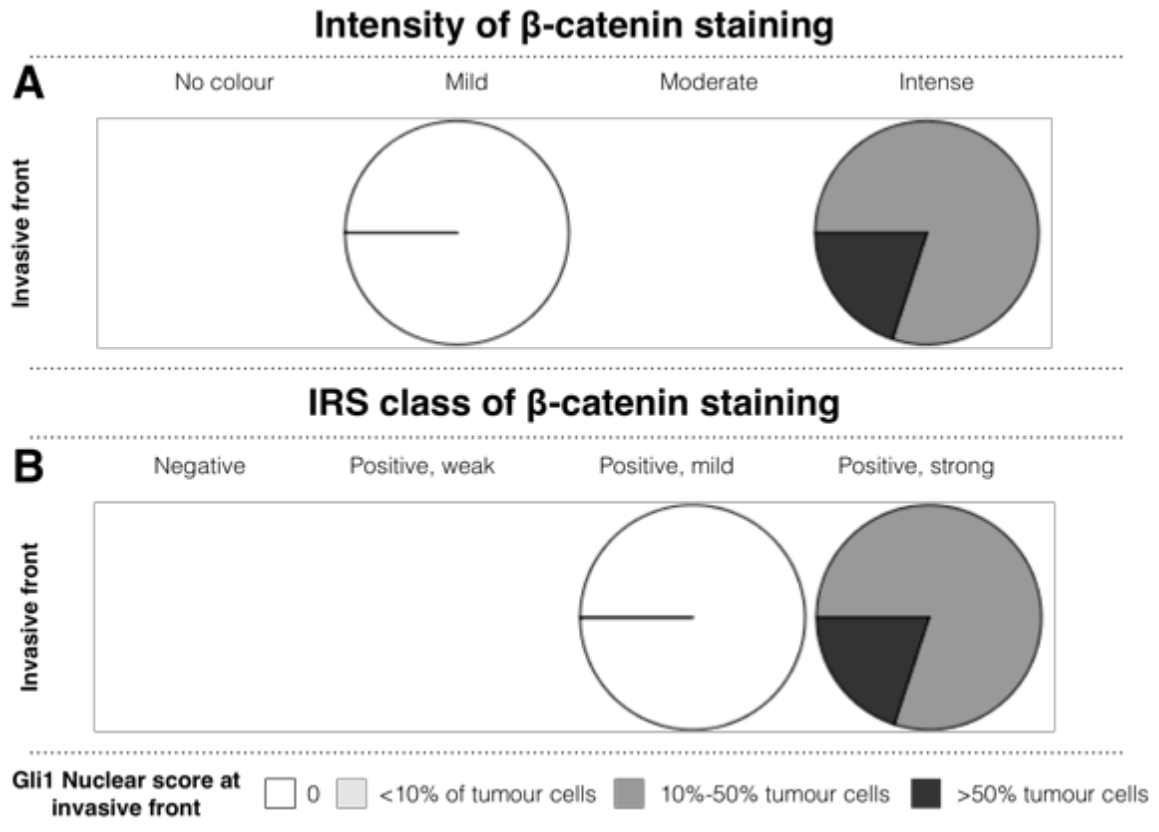 Intensity of β-catenin staining
A
No colour Mild Moderate Intense
Invasive front
IRS class of β-catenin staining
B
Negative Positive, weak Positive, mild Positive, strong
Invasive front
Gli1 Nuclear score at
invasive front
0 <10% of tumour cells 10%-50% tumour cells >50% tumour cells